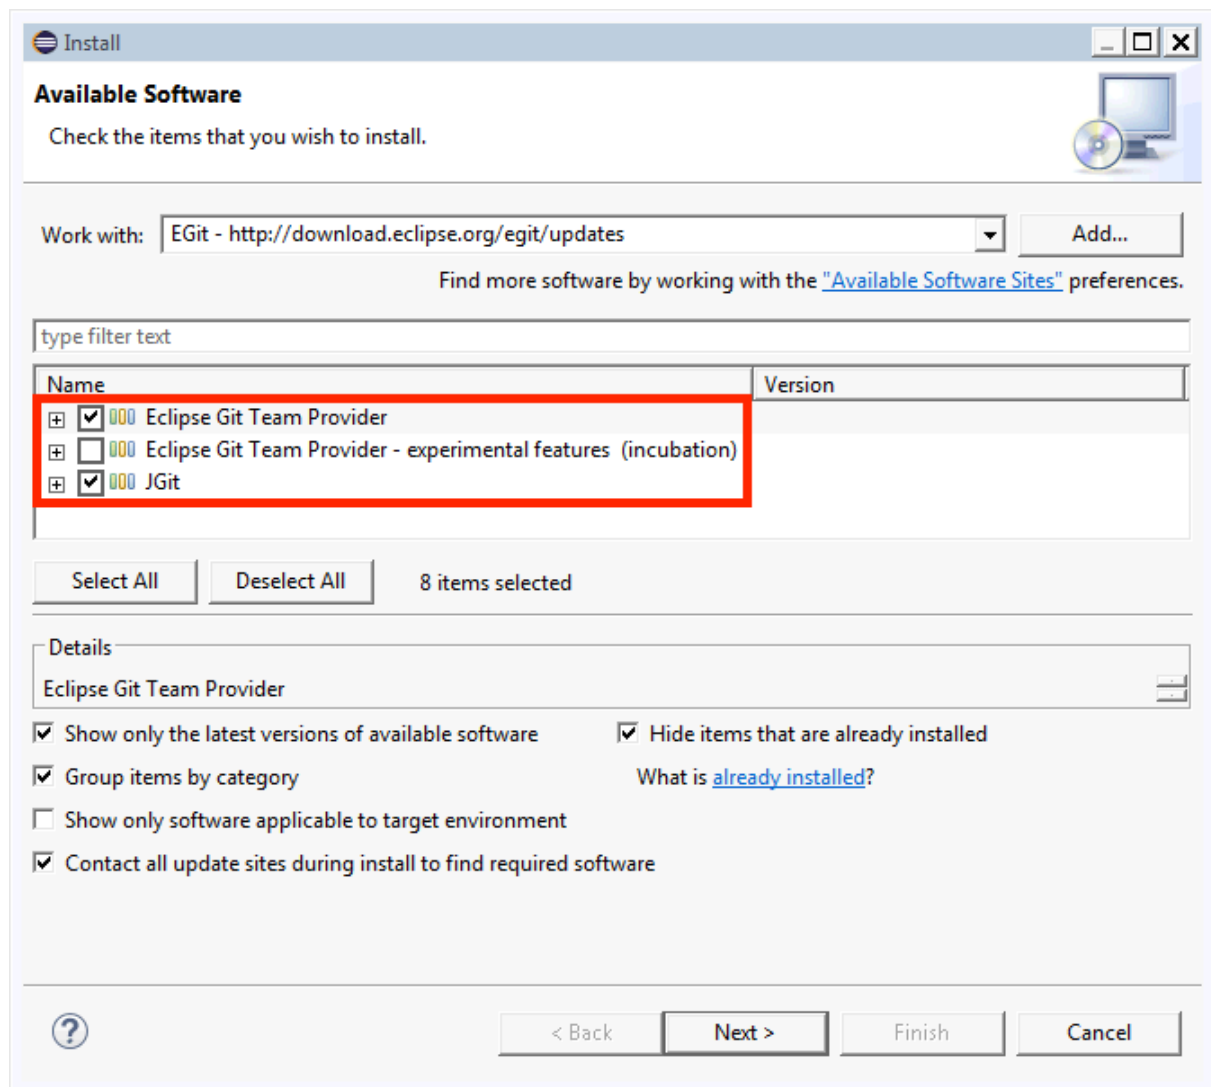 Install
Available Software
Check the items that you wish to install.
Work with: EGit - http://download.eclipse.org/egit/updates Add...
Find more software by working with the "Available Software Sites" preferences.
type filter text
Name Version
Eclipse Git Team Provider
Eclipse Git Team Provider - experimental features (incubation)
JGit
Select All Deselect All 8 items selected
Details
Eclipse Git Team Provider
Show only the latest versions of available software Hide items that are already installed
Group items by category What is already installed?
Show only software applicable to target environment
Contact all update sites during install to find required software
? < Back Next > Finish Cancel